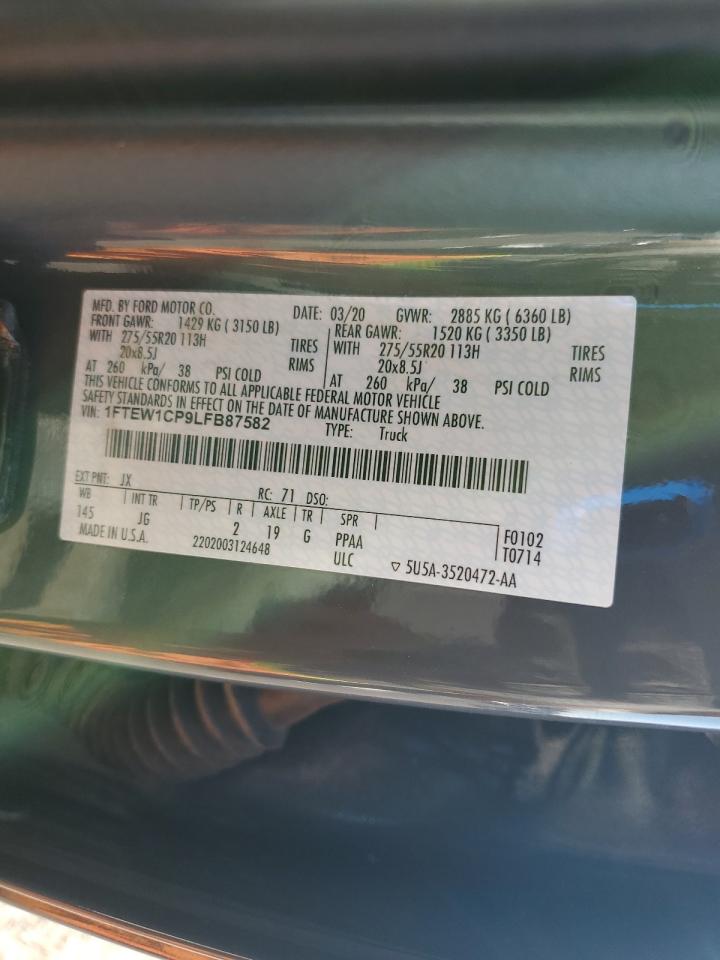 MFD. BY FORD MOTOR CO. DATE: 03/20 GVWR: 2885 KG ( 6360 LB)
FRONT GAWR: 1429 KG ( 3150 LB) REAR GAWR: 1520 KG ( 3350 LB)
WITH 275/55R20 113H TIRES WITH 275/55R20 113H TIRES
20x8.5J RIMS 20x8.5J RIMS
AT 260 kPa/ 38 PSI COLD AT 260 kPa/ 38 PSI COLD
THIS VEHICLE CONFORMS TO ALL APPLICABLE FEDERAL MOTOR VEHICLE
SAFETY STANDARDS IN EFFECT ON THE DATE OF MANUFACTURE SHOWN ABOVE.
VIN: 1FTEW1CP9LFB87582 TYPE: Truck
EXT PNT: JX RC: 71 DSO:
WB INT TR TP/PS R AXLE TR SPR
145 JG 2 19 G PPAA F0102
MADE IN U.S.A. 2202003124648 ULC T0714
▽ 5U5A-3520472-AA